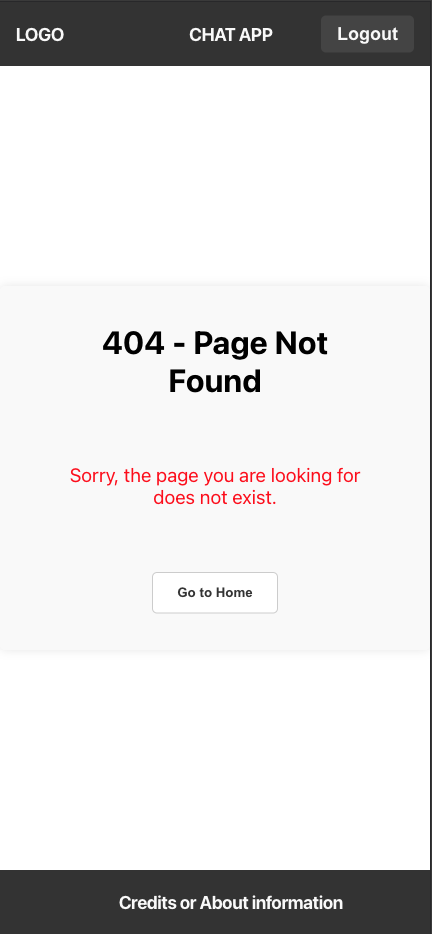 LOGO
CHAT APP
Logout
404 - Page Not
Found
Sorry, the page you are looking for
does not exist.
Go to Home
Credits or About information